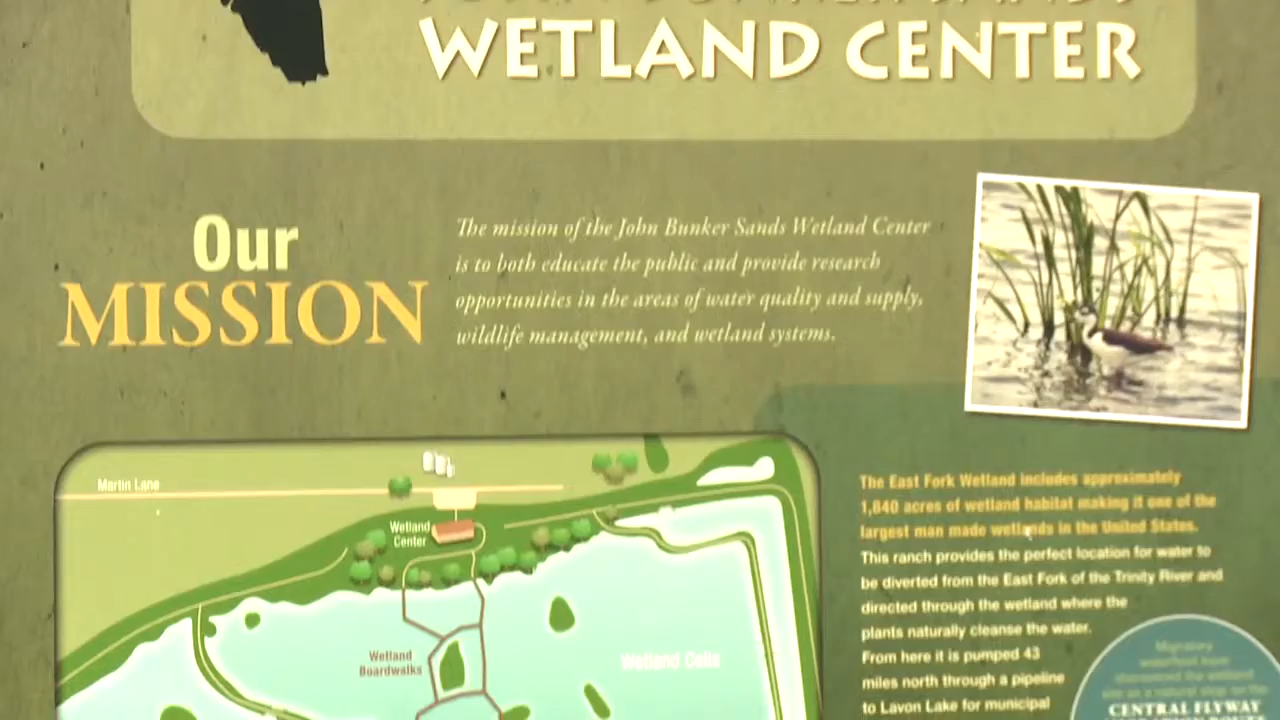 WETLAND CENTER
Our
MISSION
The mission of the John Bunker Sands Wetland Center
is to both educate the public and provide research
opportunities in the areas of water quality and supply,
wildlife management, and wetland systems.
Martin Lane
Wetland
Center
Wetland
Boardwalks
Wetland Cells
The East Fork Wetland includes approximately
1,840 acres of wetland habitat making it one of the
largest man made wetlands in the United States.
This ranch provides the perfect location for water to
be diverted from the East Fork of the Trinity River and
directed through the wetland where the
plants naturally cleanse the water.
From here it is pumped 43
miles north through a pipeline
to Lavon Lake for municipal
Migratory
waterfowl have
CENTRAL FLYWAY